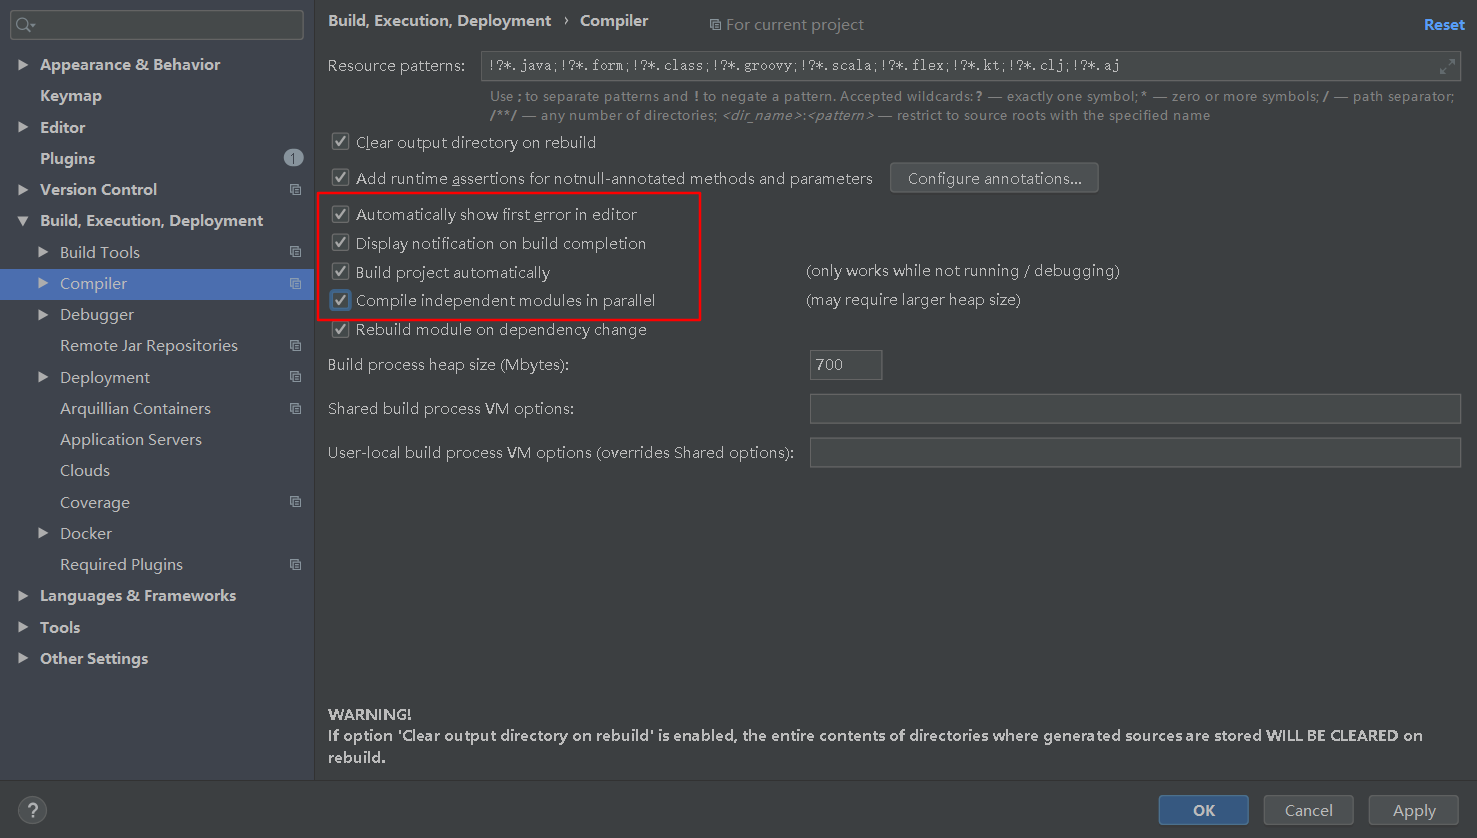 Build, Execution, Deployment › Compiler
For current project
Reset
Appearance & Behavior
Keymap
Editor
Plugins
1
Version Control
Build, Execution, Deployment
Build Tools
Compiler
Debugger
Remote Jar Repositories
Deployment
Arquillian Containers
Application Servers
Clouds
Coverage
Docker
Required Plugins
Languages & Frameworks
Tools
Other Settings
Resource patterns:
!?*.java;!?*.form;!?*.class;!?*.groovy;!?*.scala;!?*.flex;!?*.kt;!?*.clj;!?*.aj
Use ; to separate patterns and ! to negate a pattern. Accepted wildcards: ? — exactly one symbol; * — zero or more symbols; / — path separator;
/**/ — any number of directories; <dir_name>:<pattern> — restrict to source roots with the specified name
Clear output directory on rebuild
Add runtime assertions for notnull-annotated methods and parameters
Configure annotations...
Automatically show first error in editor
Display notification on build completion
Build project automatically
(only works while not running / debugging)
Compile independent modules in parallel
(may require larger heap size)
Rebuild module on dependency change
Build process heap size (Mbytes):
700
Shared build process VM options:
User-local build process VM options (overrides Shared options):
WARNING!
If option 'Clear output directory on rebuild' is enabled, the entire contents of directories where generated sources are stored WILL BE CLEARED on
rebuild.
?
OK
Cancel
Apply